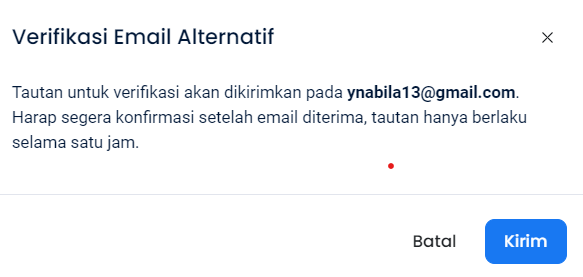 Verifikasi Email Alternatif
Tautan untuk verifikasi akan dikirimkan pada ynabila13@gmail.com.
Harap segera konfirmasi setelah email diterima, tautan hanya berlaku
selama satu jam.
Batal
Kirim